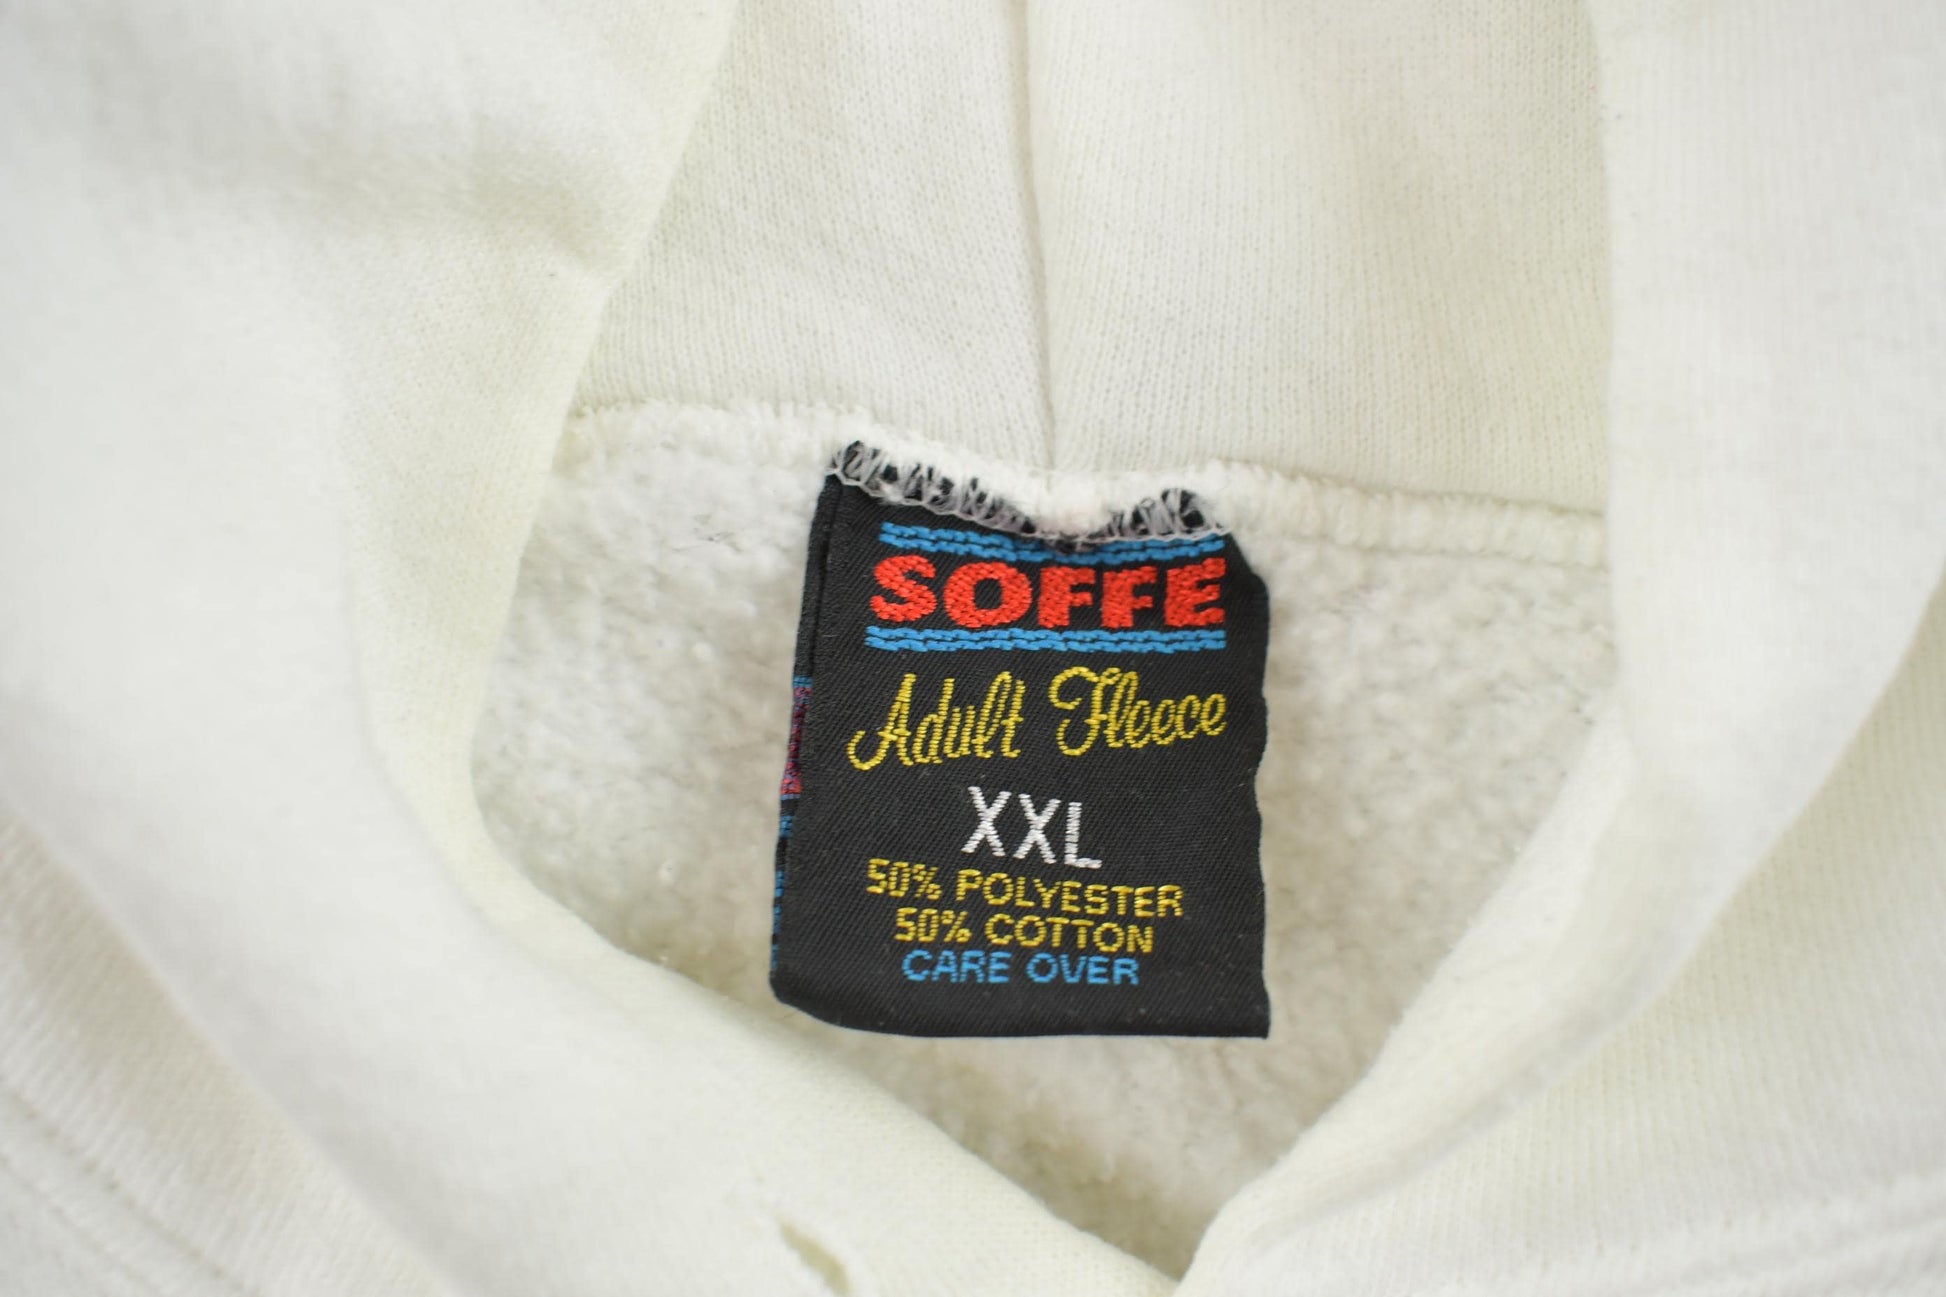 SOFFE
Adult Fleece
XXL
50% POLYESTER
50% COTTON
CARE OVER